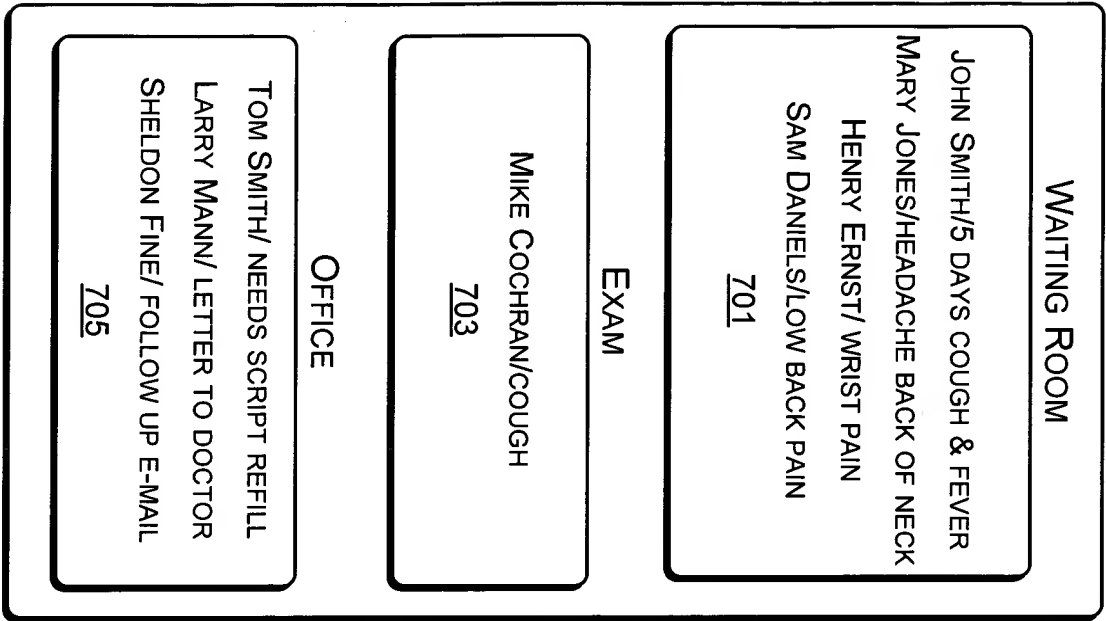 WAITING ROOM
JOHN SMITH/5 DAYS COUGH & FEVER
MARY JONES/HEADACHE BACK OF NECK
HENRY ERNST/ WRIST PAIN
SAM DANIELS/LOW BACK PAIN
701
EXAM
MIKE COCHRAN/COUGH
703
OFFICE
TOM SMITH/ NEEDS SCRIPT REFILL
LARRY MANN/ LETTER TO DOCTOR
SHELDON FINE/ FOLLOW UP E-MAIL
705